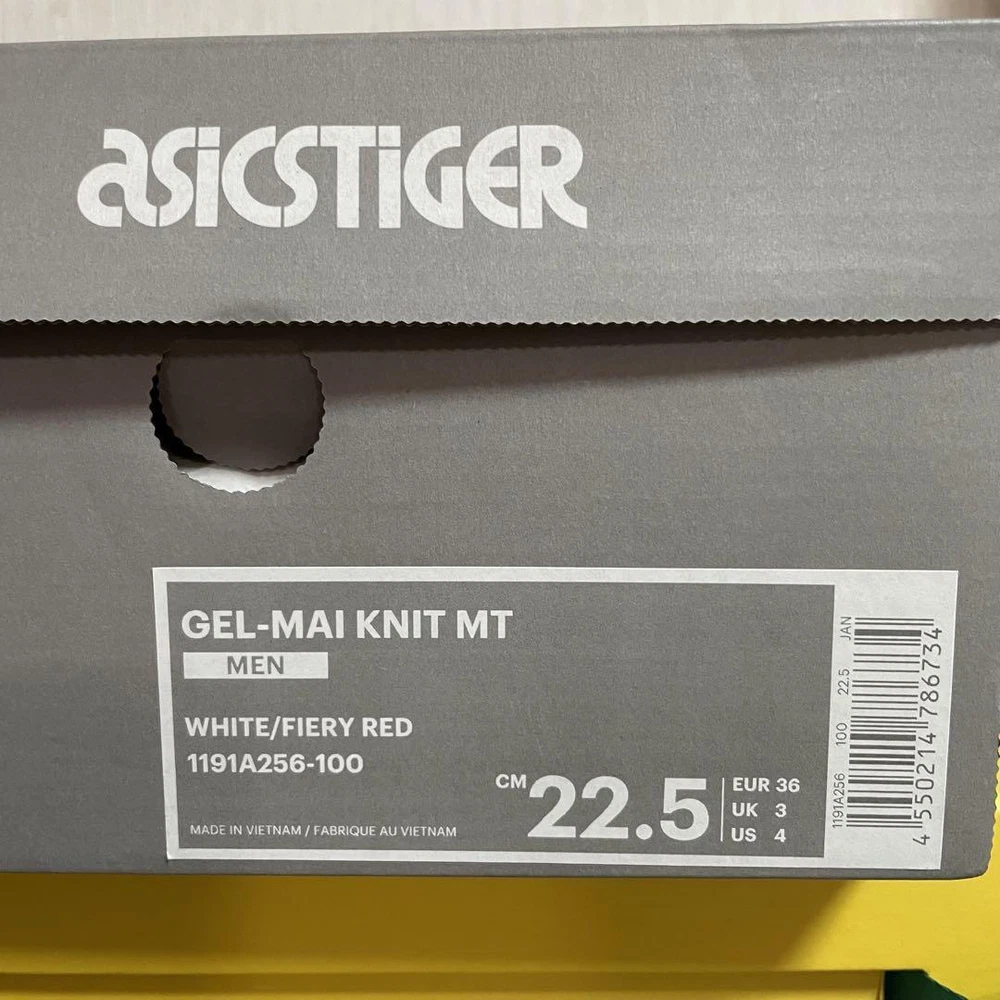 asicsTIGER
GEL-MAI KNIT MT
MEN
WHITE/FIERY RED
1191A256-100
MADE IN VIETNAM / FABRIQUE AU VIETNAM
CM 22.5
EUR 36
UK 3
US 4
1191A256 100 22.5 JAN
4 550214 786734